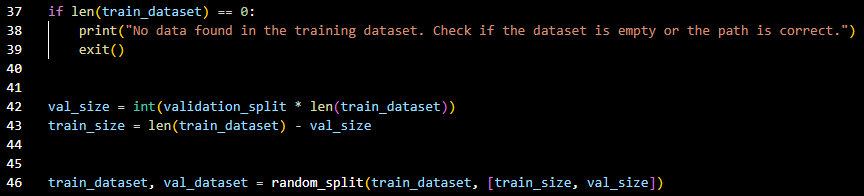 37 if len(train_dataset) == 0:
38 print("No data found in the training dataset. Check if the dataset is empty or the path is correct.")
39 exit()
40
41
42 val_size = int(validation_split * len(train_dataset))
43 train_size = len(train_dataset) - val_size
44
45
46 train_dataset, val_dataset = random_split(train_dataset, [train_size, val_size])